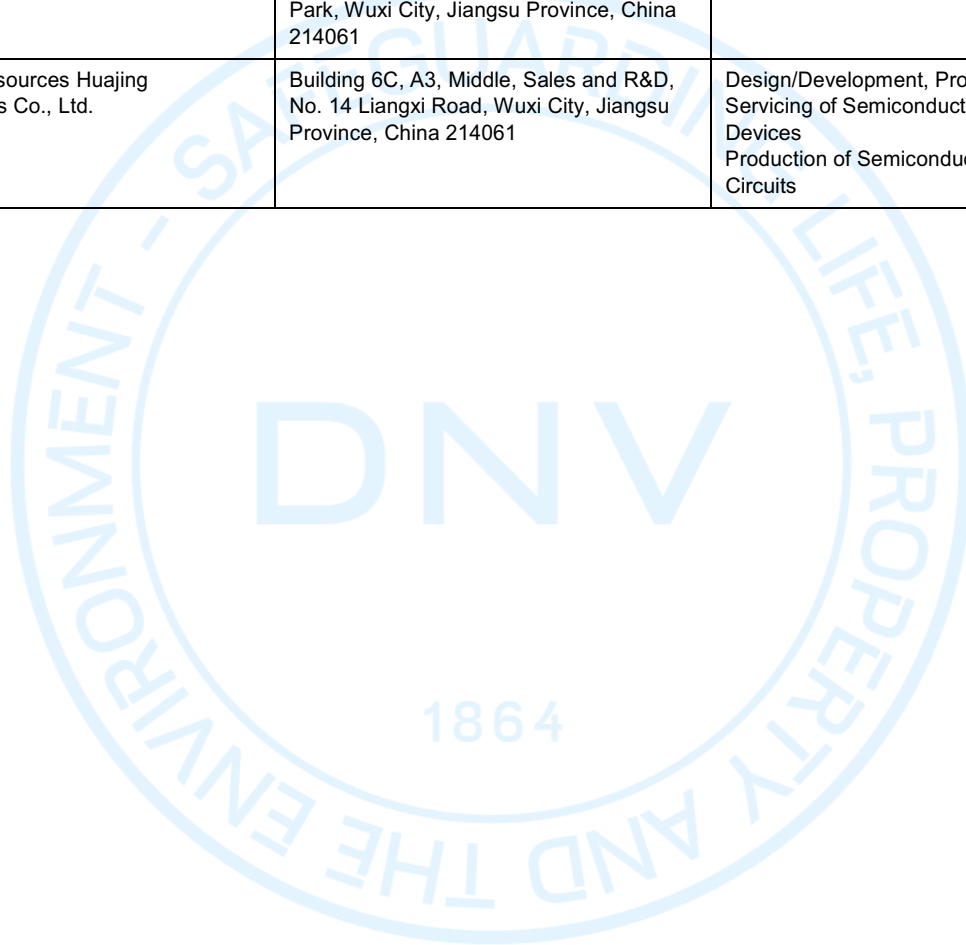 Park, Wuxi City, Jiangsu Province, China
214061
sources Huajing
s Co., Ltd.
Building 6C, A3, Middle, Sales and R&D,
No. 14 Liangxi Road, Wuxi City, Jiangsu
Province, China 214061
Design/Development, Pro
Servicing of Semiconduct
Devices
Production of Semiconduc
Circuits
SAFEGUARDING LIFE, PROPERTY AND THE ENVIRONMENT -
DNV
1864